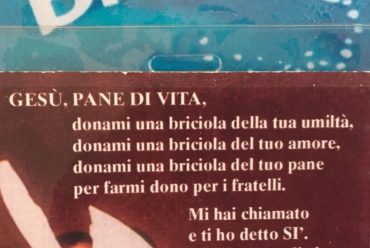 GESÙ, PANE DI VITA,
donami una briciola della tua umiltà,
donami una briciola del tuo amore,
donami una briciola del tuo pane
per farmi dono per i fratelli.
Mi hai chiamato
e ti ho detto SI'.